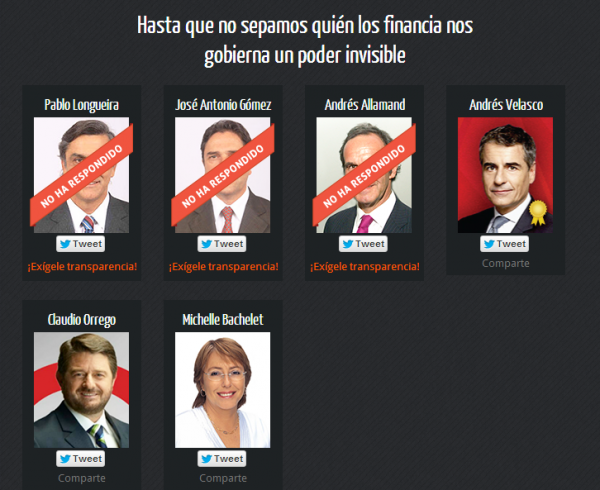 Hasta que no sepamos quién los financia nos
gobierna un poder invisible
Pablo Longueira
NO HA RESPONDIDO
Tweet
¡Exígele transparencia!
José Antonio Gómez
NO HA RESPONDIDO
Tweet
¡Exígele transparencia!
Andrés Allamand
NO HA RESPONDIDO
Tweet
¡Exígele transparencia!
Andrés Velasco
Tweet
Comparte
Claudio Orrego
Tweet
Comparte
Michelle Bachelet
Tweet
Comparte